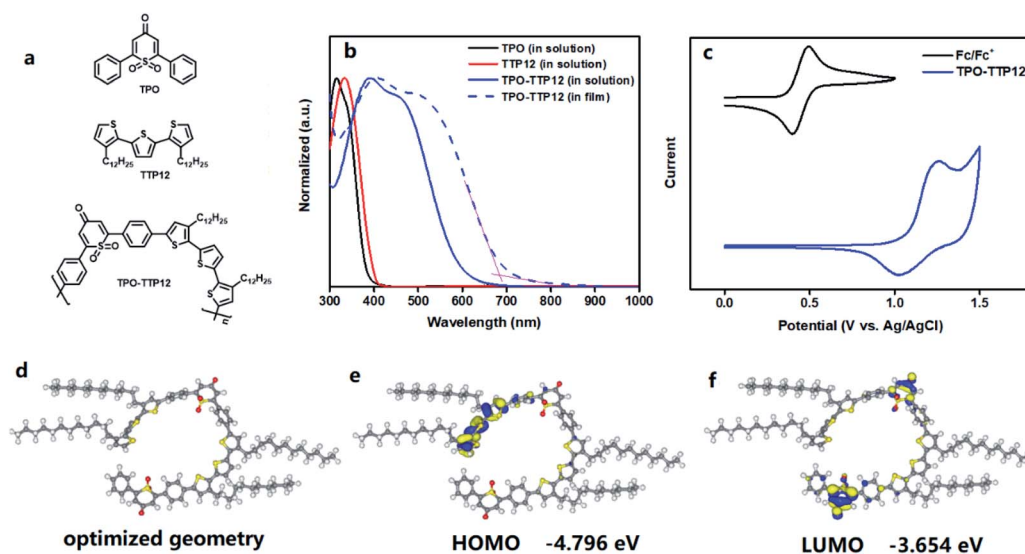 a
O
S
O O
TPO
S
S S
C₁₂H₂₅ C₁₂H₂₅
TTP12
O
S
O O
C₁₂H₂₅
S
S
C₁₂H₂₅
S
n
TPO-TTP12
b
TPO (in solution)
TTP12 (in solution)
TPO-TTP12 (in solution)
TPO-TTP12 (in film)
Normalized (a.u.)
300 400 500 600 700 800 900 1000
Wavelength (nm)
c
Fc/Fc⁺
TPO-TTP12
Current
0.0 0.5 1.0 1.5
Potential (V vs. Ag/AgCl)
d
optimized geometry
e
HOMO -4.796 eV
f
LUMO -3.654 eV